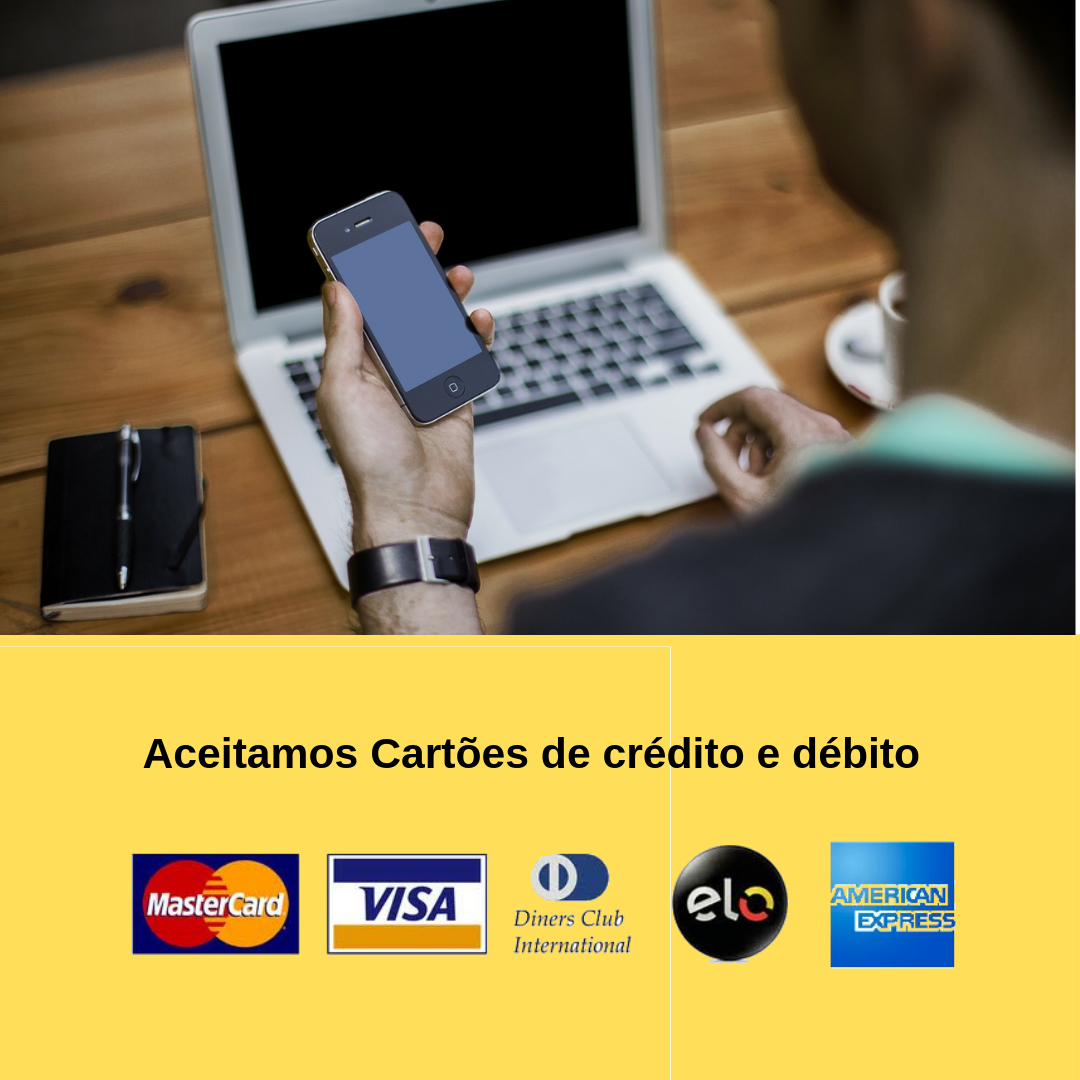 Aceitamos Cartões de crédito e débito
MasterCard
VISA
Diners Club
International
elo
AMERICAN
EXPRESS